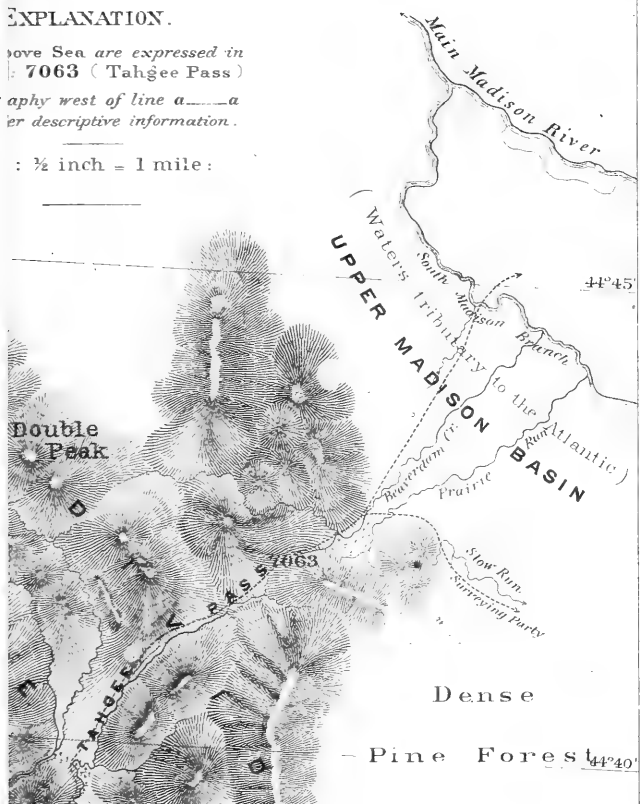 EXPLANATION.
bove Sea are expressed in
: 7063 ( Tahgee Pass )
aphy west of line a___a
er descriptive information.
: ½ inch = 1 mile :
Main Madison River
( Waters tributary to the Atlantic )
UPPER MADISON BASIN
South Madison Branch
44°45'
Double
Peak
Beaverdam Cr.
Prairie Run
D I V I D E
7063
TAHGEE PASS
Slow Run
Surveying Party
Dense
Pine Forest
44°40'